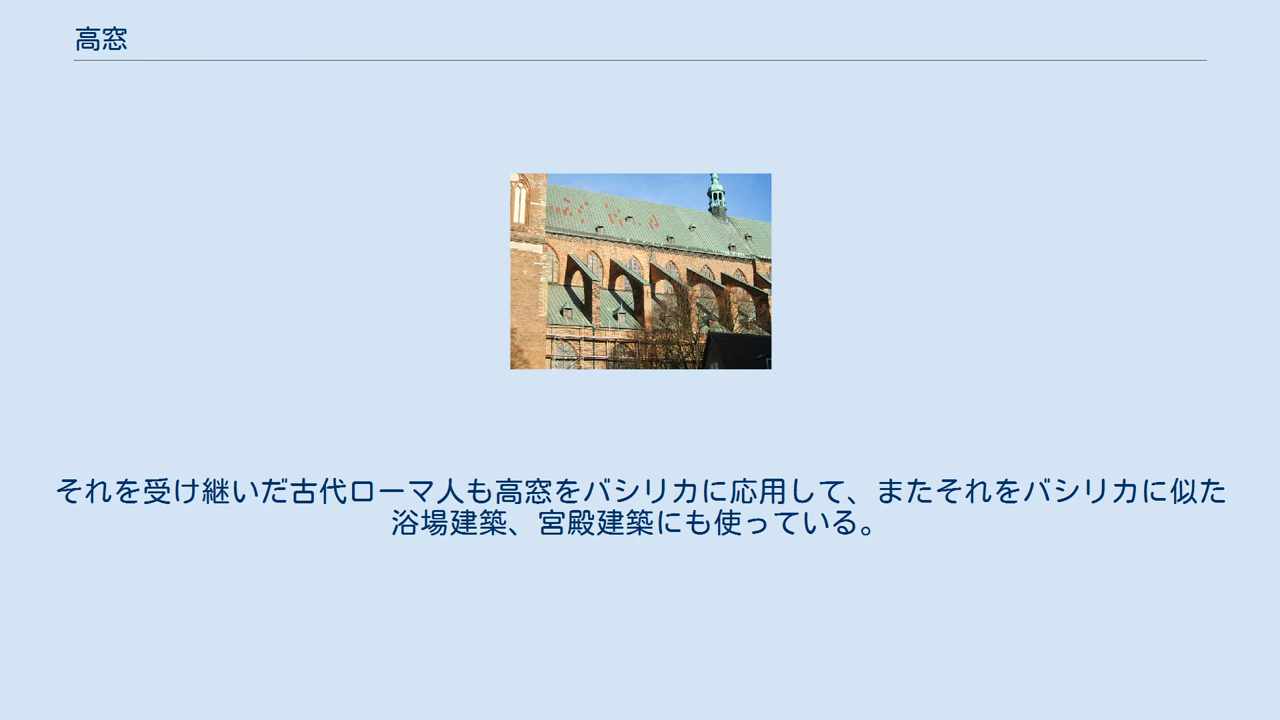 高窓
それを受け継いだ古代ローマ人も高窓をバシリカに応用して、またそれをバシリカに似た
浴場建築、宮殿建築にも使っている。